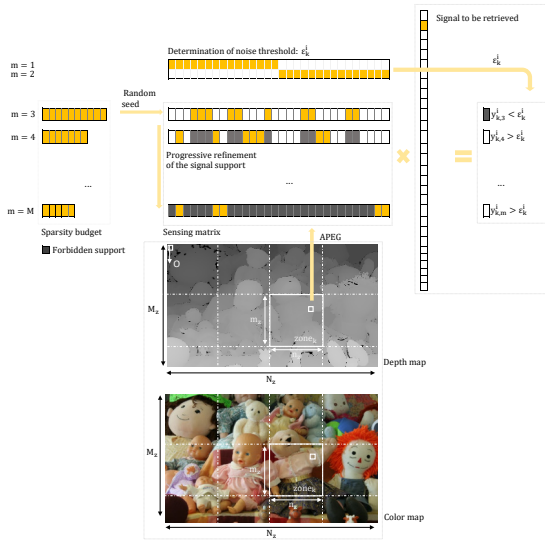 Signal to be retrieved
Determination of noise threshold: ε_k^i
ε_k^i
m = 1
m = 2
Random
seed
m = 3
y_{k,3}^i < ε_k^i
m = 4
y_{k,4}^i > ε_k^i
Progressive refinement
of the signal support
...
...
...
m = M
y_{k,m}^i > ε_k^i
Sparsity budget
Sensing matrix
Forbidden support
APEG
O
M_z
m_z
zone_k
n_z
Depth map
N_z
M_z
m_z
zone_k
n_z
Color map
N_z